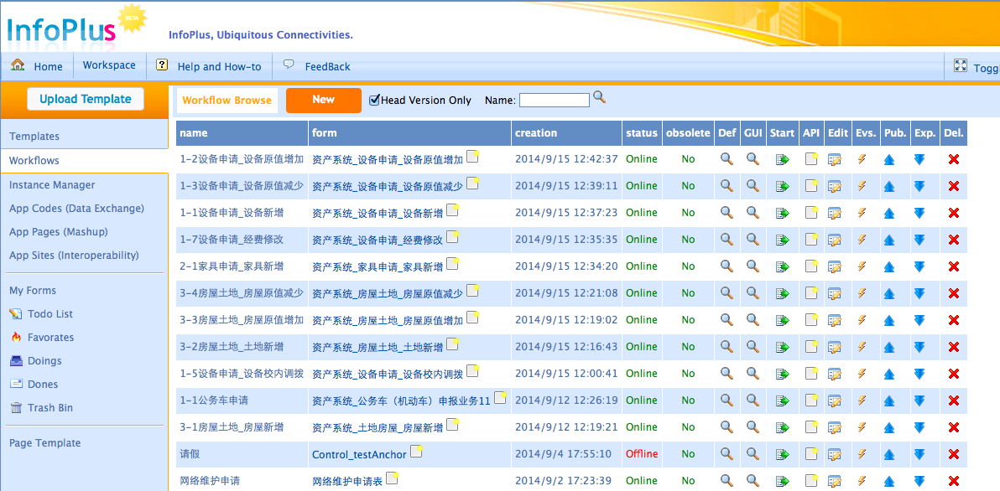 InfoPlus BETA
InfoPlus, Ubiquitous Connectivities.
Home Workspace ? Help and How-to FeedBack Togg
Upload Template
Templates
Workflows
Instance Manager
App Codes (Data Exchange)
App Pages (Mashup)
App Sites (Interoperability)
My Forms
Todo List
Favorates
Doings
Dones
Trash Bin
Page Template
Workflow Browse New Head Version Only Name:
name form creation status obsolete Def GUI Start API Edit Evs. Pub. Exp. Del.
1-2设备申请_设备原值增加 资产系统_设备申请_设备原值增加 2014/9/15 12:42:37 Online No
1-3设备申请_设备原值减少 资产系统_设备申请_设备原值减少 2014/9/15 12:39:11 Online No
1-1设备申请_设备新增 资产系统_设备申请_设备新增 2014/9/15 12:37:23 Online No
1-7设备申请_经费修改 资产系统_设备申请_经费修改 2014/9/15 12:35:35 Online No
2-1家具申请_家具新增 资产系统_家具申请_家具新增 2014/9/15 12:34:20 Online No
3-4房屋土地_房屋原值减少 资产系统_房屋土地_房屋原值减少 2014/9/15 12:21:08 Online No
3-3房屋土地_房屋原值增加 资产系统_房屋土地_房屋原值增加 2014/9/15 12:19:02 Online No
3-2房屋土地_土地新增 资产系统_房屋土地_土地新增 2014/9/15 12:16:43 Online No
1-5设备申请_设备校内调拨 资产系统_设备申请_设备校内调拨 2014/9/15 12:00:41 Online No
1-1公务车申请 资产系统_公务车（机动车）申报业务11 2014/9/12 12:26:19 Online No
3-1房屋土地_房屋新增 资产系统_土地房屋_房屋新增 2014/9/12 12:19:21 Online No
请假 Control_testAnchor 2014/9/4 17:55:10 Offline No
网络维护申请 网络维护申请表 2014/9/2 17:23:39 Online No